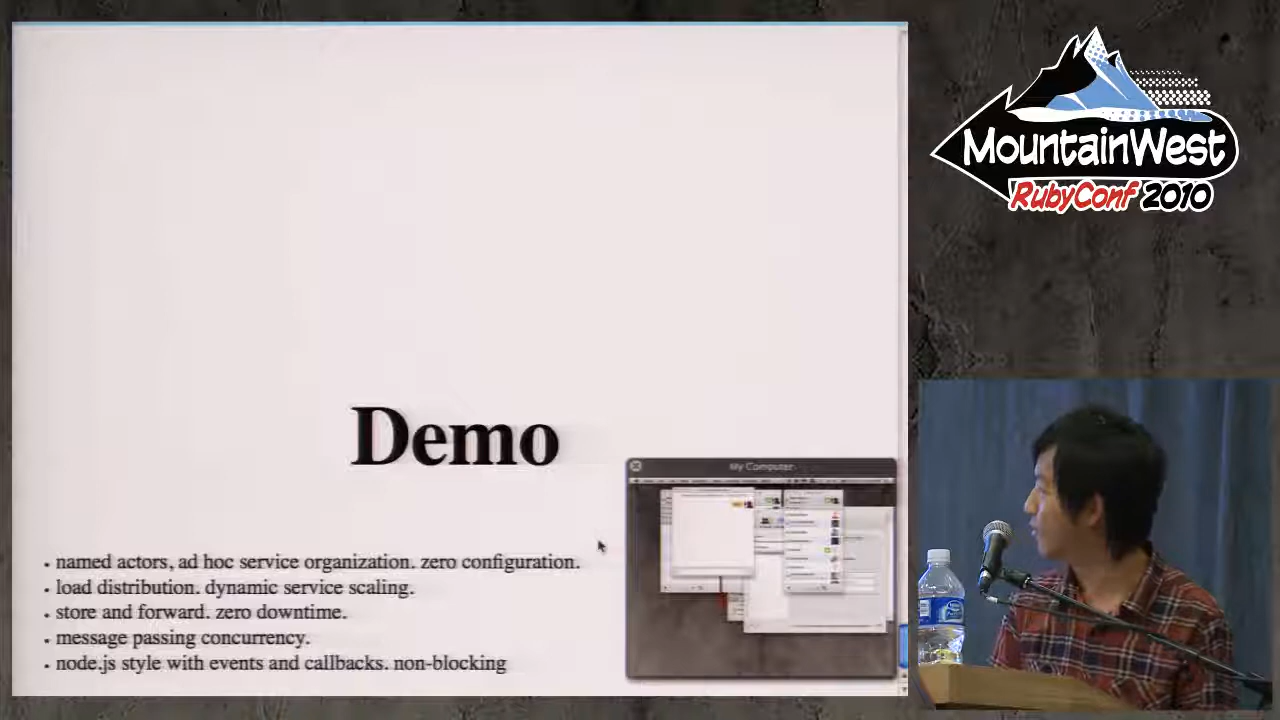 MountainWest
RubyConf 2010
Demo
My Computer
• named actors, ad hoc service organization. zero configuration.
• load distribution. dynamic service scaling.
• store and forward. zero downtime.
• message passing concurrency.
• node.js style with events and callbacks. non-blocking